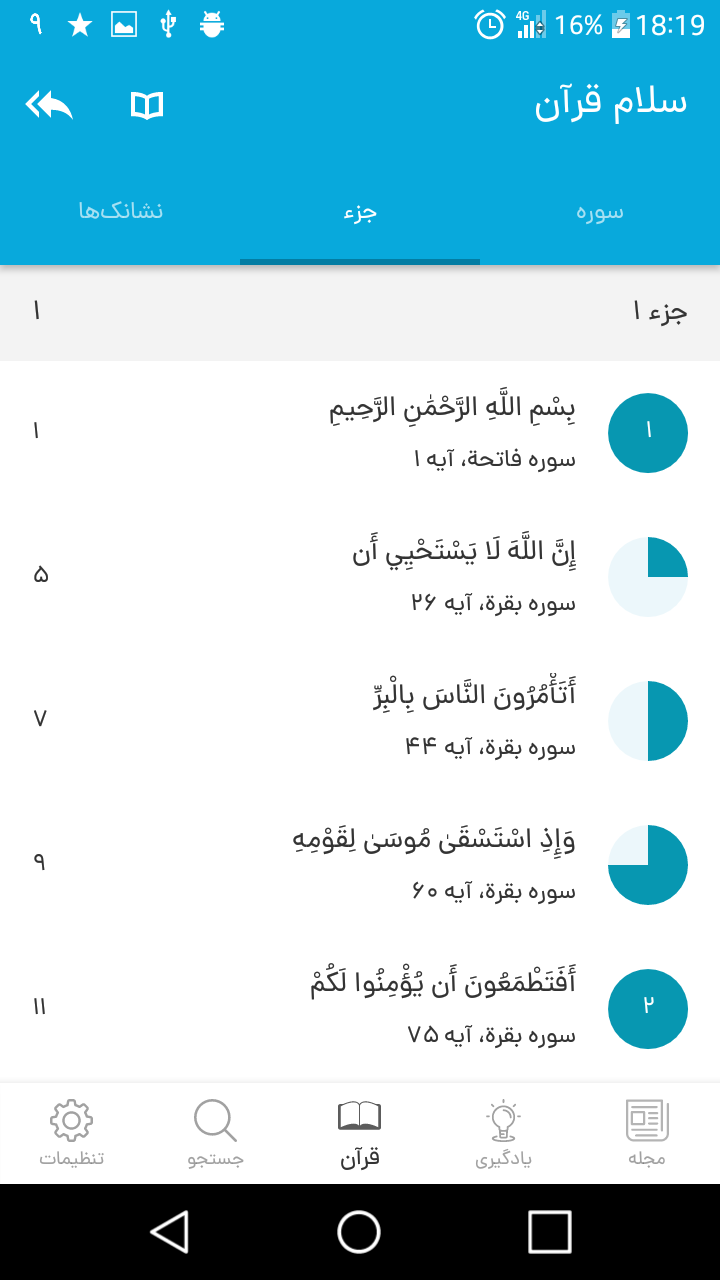 ۹ 4G 16% 18:19
سلام قرآن
سوره جزء نشانک‌ها
جزء ۱ ۱
بِسْمِ اللَّهِ الرَّحْمَٰنِ الرَّحِيمِ
۱ ۱
سوره فاتحة، آیه ۱
إِنَّ اللَّهَ لَا يَسْتَحْيِي أَن
۵
سوره بقرة، آیه ۲۶
أَتَأْمُرُونَ النَّاسَ بِالْبِرِّ
۷
سوره بقرة، آیه ۴۴
وَإِذِ اسْتَسْقَىٰ مُوسَىٰ لِقَوْمِهِ
۹
سوره بقرة، آیه ۶۰
أَفَتَطْمَعُونَ أَن يُؤْمِنُوا لَكُمْ
۲ ۱۱
سوره بقرة، آیه ۷۵
مجله یادگیری قرآن جستجو تنظیمات